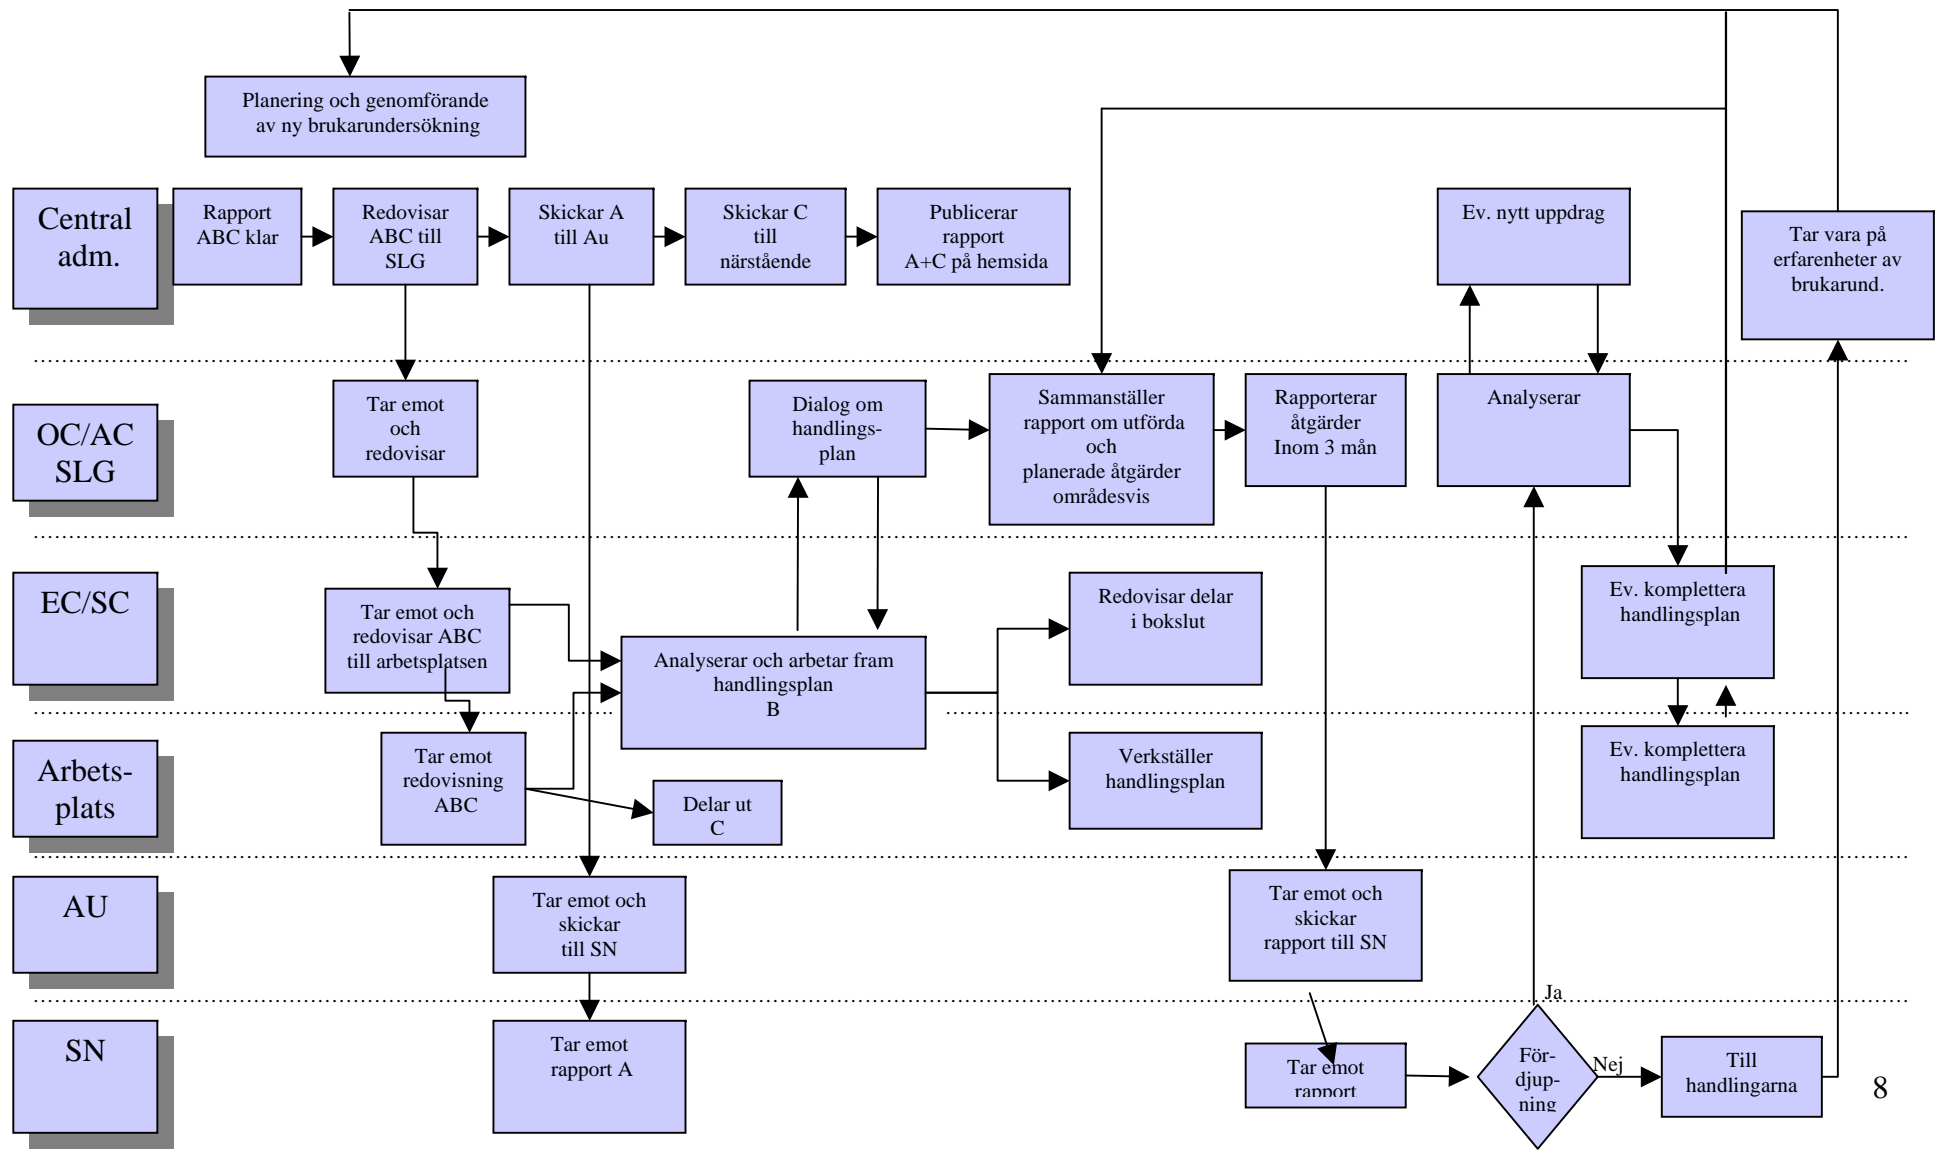 Planering och genomförande
av ny brukarundersökning
Central
adm.
Rapport
ABC klar
Redovisar
ABC till
SLG
Skickar A
till Au
Skickar C
till
närstående
Publicerar
rapport
A+C på hemsida
Ev. nytt uppdrag
Tar vara på
erfarenheter av
brukarund.
OC/AC
SLG
Tar emot
och
redovisar
Dialog om
handlings-
plan
Sammanställer
rapport om utförda
och
planerade åtgärder
områdesvis
Rapporterar
åtgärder
Inom 3 mån
Analyserar
EC/SC
Tar emot och
redovisar ABC
till arbetsplatsen
Analyserar och arbetar fram
handlingsplan
B
Redovisar delar
i bokslut
Ev. komplettera
handlingsplan
Arbets-
plats
Tar emot
redovisning
ABC
Delar ut
C
Verkställer
handlingsplan
Ev. komplettera
handlingsplan
AU
Tar emot och
skickar
till SN
Tar emot och
skickar
rapport till SN
SN
Tar emot
rapport A
Tar emot
rapport
Ja
För-
djup-
ning
Nej
Till
handlingarna
8